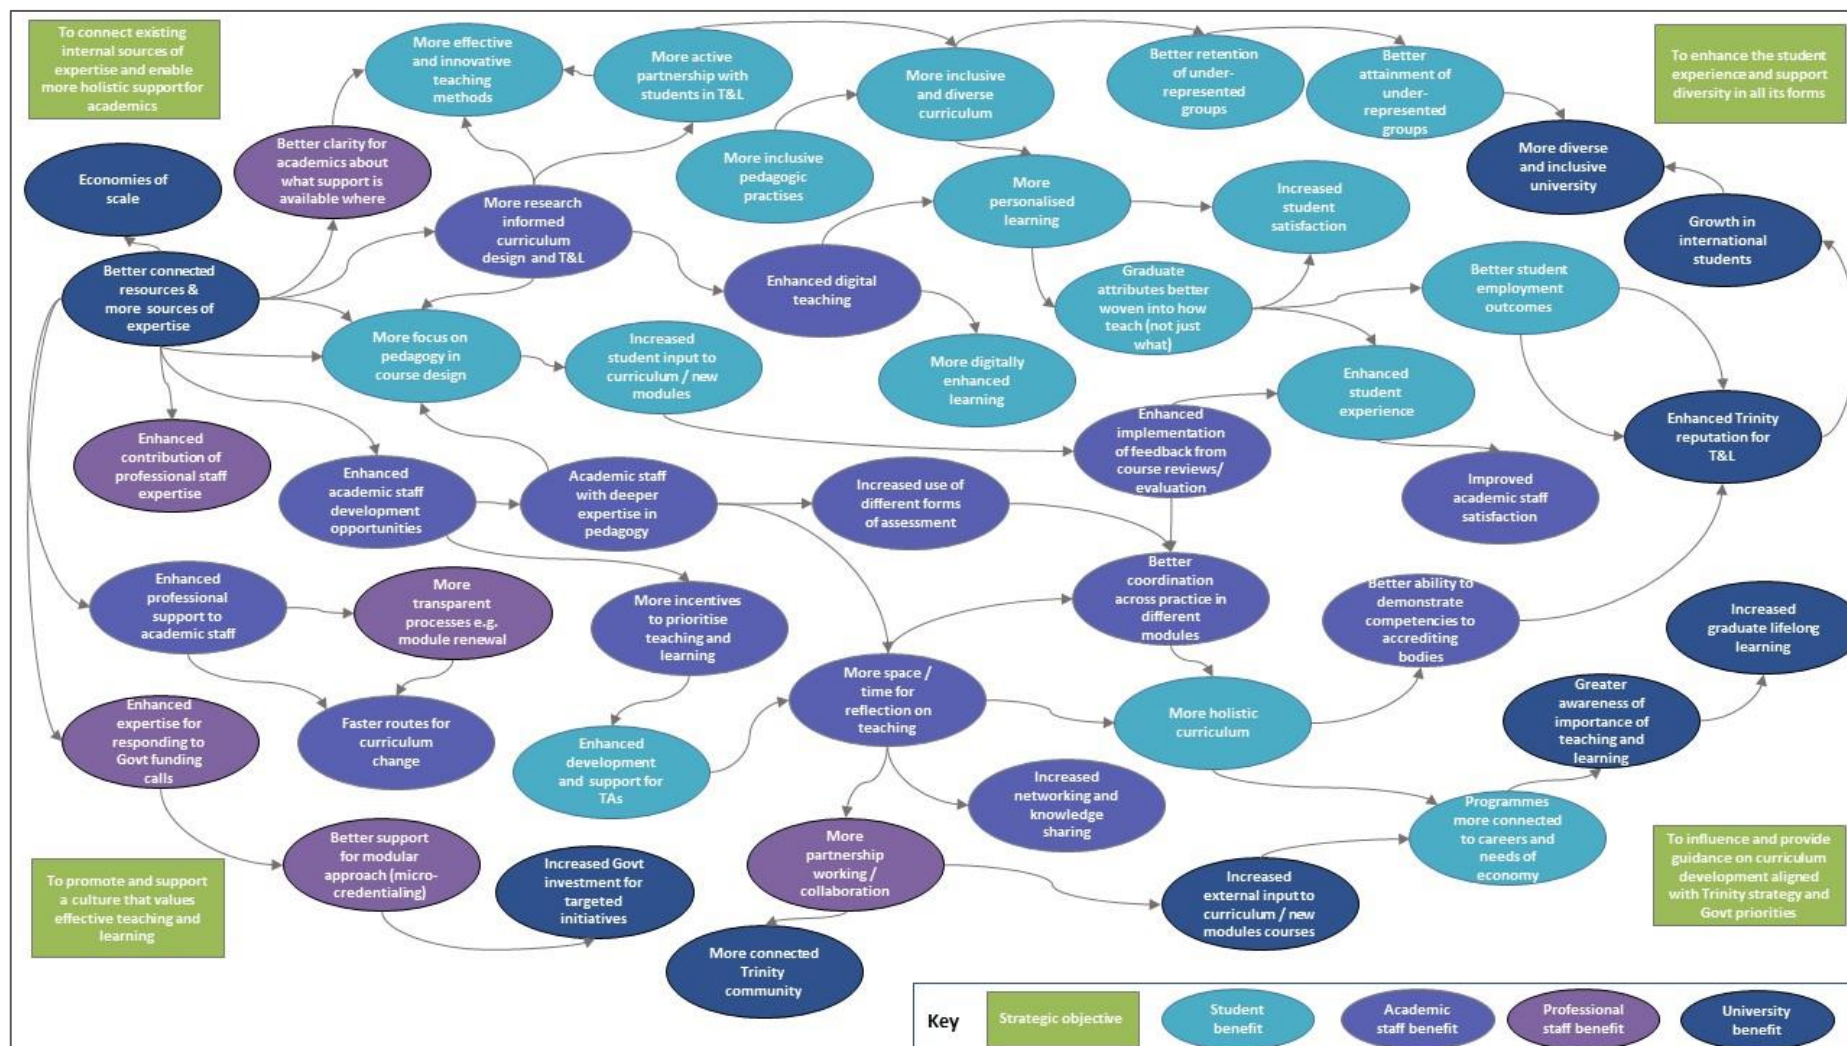 To connect existing
internal sources of
expertise and enable
more holistic support for
academics
More effective
and innovative
teaching
methods
More active
partnership with
students in T&L
More inclusive
and diverse
curriculum
Better retention
of under-
represented
groups
Better
attainment of
under-
represented
groups
To enhance the student
experience and support
diversity in all its forms
Economies of
scale
Better clarity for
academics about
what support is
available where
More research
informed
curriculum
design and T&L
More inclusive
pedagogic
practises
More
personalised
learning
Increased
student
satisfaction
More diverse
and inclusive
university
Growth in
international
students
Better connected
resources &
more sources of
expertise
More focus on
pedagogy in
course design
Increased
student input to
curriculum / new
modules
Enhanced digital
teaching
More digitally
enhanced
learning
Graduate
attributes better
woven into how
teach (not just
what)
Better student
employment
outcomes
Enhanced
student
experience
Enhanced Trinity
reputation for
T&L
Enhanced
contribution of
professional staff
expertise
Enhanced
academic staff
development
opportunities
Academic staff
with deeper
expertise in
pedagogy
Increased use of
different forms
of assessment
Enhanced
implementation
of feedback from
course reviews/
evaluation
Improved
academic staff
satisfaction
Enhanced
professional
support to
academic staff
More
transparent
processes e.g.
module renewal
More incentives
to prioritise
teaching and
learning
Better
coordination
across practice in
different
modules
Better ability to
demonstrate
competencies to
accrediting
bodies
Increased
graduate lifelong
learning
Enhanced
expertise for
responding to
Govt funding
calls
Faster routes for
curriculum
change
Enhanced
development
and support for
TAs
More space /
time for
reflection on
teaching
More holistic
curriculum
Greater
awareness of
importance of
teaching and
learning
Increased
networking and
knowledge
sharing
Programmes
more connected
to careers and
needs of
economy
To promote and support
a culture that values
effective teaching and
learning
Better support
for modular
approach (micro-
credentialing)
Increased Govt
investment for
targeted
initiatives
More
partnership
working /
collaboration
More connected
Trinity
community
Increased
external input to
curriculum / new
modules courses
To influence and provide
guidance on curriculum
development aligned
with Trinity strategy and
Govt priorities
Key
Strategic objective
Student
benefit
Academic
staff benefit
Professional
staff benefit
University
benefit